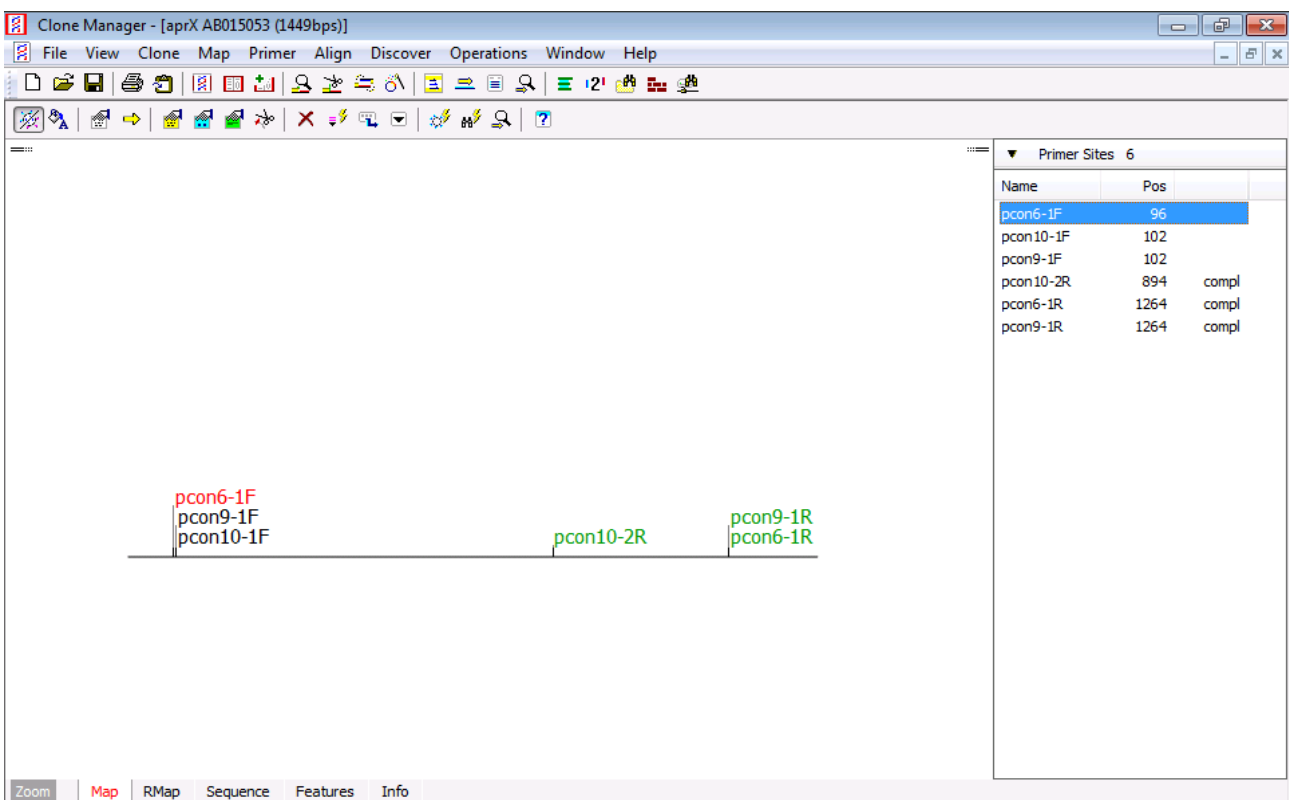 Clone Manager - [aprX AB015053 (1449bps)]
File View Clone Map Primer Align Discover Operations Window Help
Primer Sites 6
Name Pos
pcon6-1F 96
pcon10-1F 102
pcon9-1F 102
pcon10-2R 894 compl
pcon6-1R 1264 compl
pcon9-1R 1264 compl
pcon6-1F
pcon9-1F
pcon10-1F
pcon10-2R
pcon9-1R
pcon6-1R
Zoom Map RMap Sequence Features Info